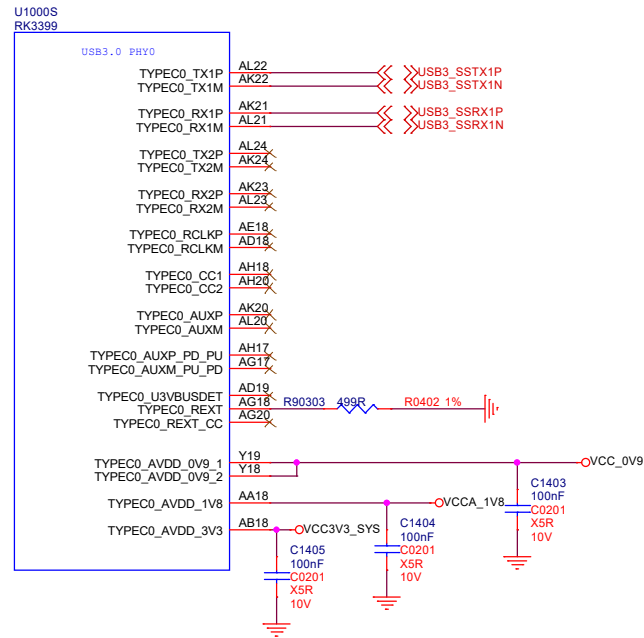 U1000S
RK3399
USB3.0 PHY0
TYPEC0_TX1P AL22 USB3_SSTX1P
TYPEC0_TX1M AK22 USB3_SSTX1N
TYPEC0_RX1P AK21 USB3_SSRX1P
TYPEC0_RX1M AL21 USB3_SSRX1N
TYPEC0_TX2P AL24
TYPEC0_TX2M AK24
TYPEC0_RX2P AK23
TYPEC0_RX2M AL23
TYPEC0_RCLKP AE18
TYPEC0_RCLKM AD18
TYPEC0_CC1 AH18
TYPEC0_CC2 AH20
TYPEC0_AUXP AK20
TYPEC0_AUXM AL20
TYPEC0_AUXP_PD_PU AH17
TYPEC0_AUXM_PU_PD AG17
TYPEC0_U3VBUSDET AD19
TYPEC0_REXT AG18 R90303 499R R0402 1%
TYPEC0_REXT_CC AG20
TYPEC0_AVDD_0V9_1 Y19 VCC_0V9
TYPEC0_AVDD_0V9_2 Y18
TYPEC0_AVDD_1V8 AA18 VCCA_1V8
TYPEC0_AVDD_3V3 AB18 VCC3V3_SYS
C1403
100nF
C0201
X5R
10V
C1404
100nF
C0201
X5R
10V
C1405
100nF
C0201
X5R
10V